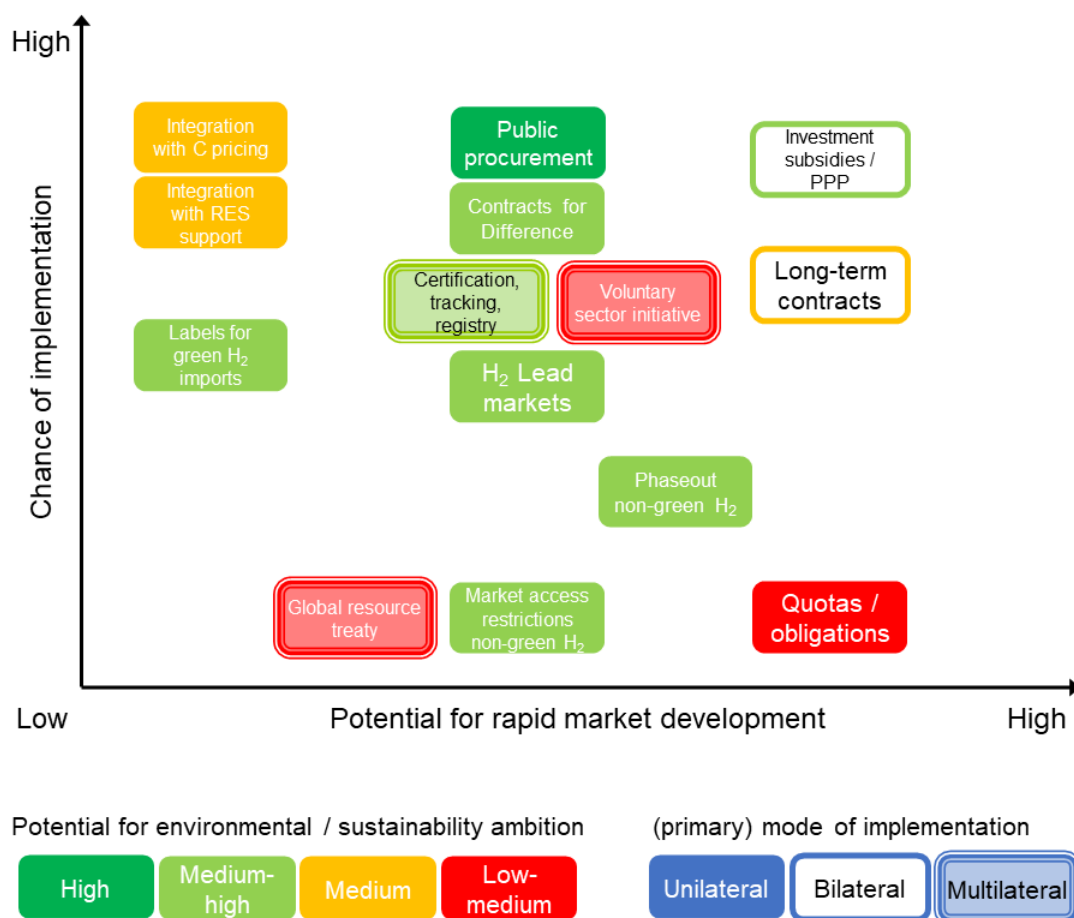 High
Chance of implementation
Integration
with C pricing
Public
procurement
Investment
subsidies /
PPP
Integration
with RES
support
Contracts for
Difference
Certification,
tracking,
registry
Voluntary
sector initiative
Long-term
contracts
Labels for
green H₂
imports
H₂ Lead
markets
Phaseout
non-green H₂
Global resource
treaty
Market access
restrictions
non-green H₂
Quotas /
obligations
Low
Potential for rapid market development
High
Potential for environmental / sustainability ambition
High
Medium-
high
Medium
Low-
medium
(primary) mode of implementation
Unilateral
Bilateral
Multilateral